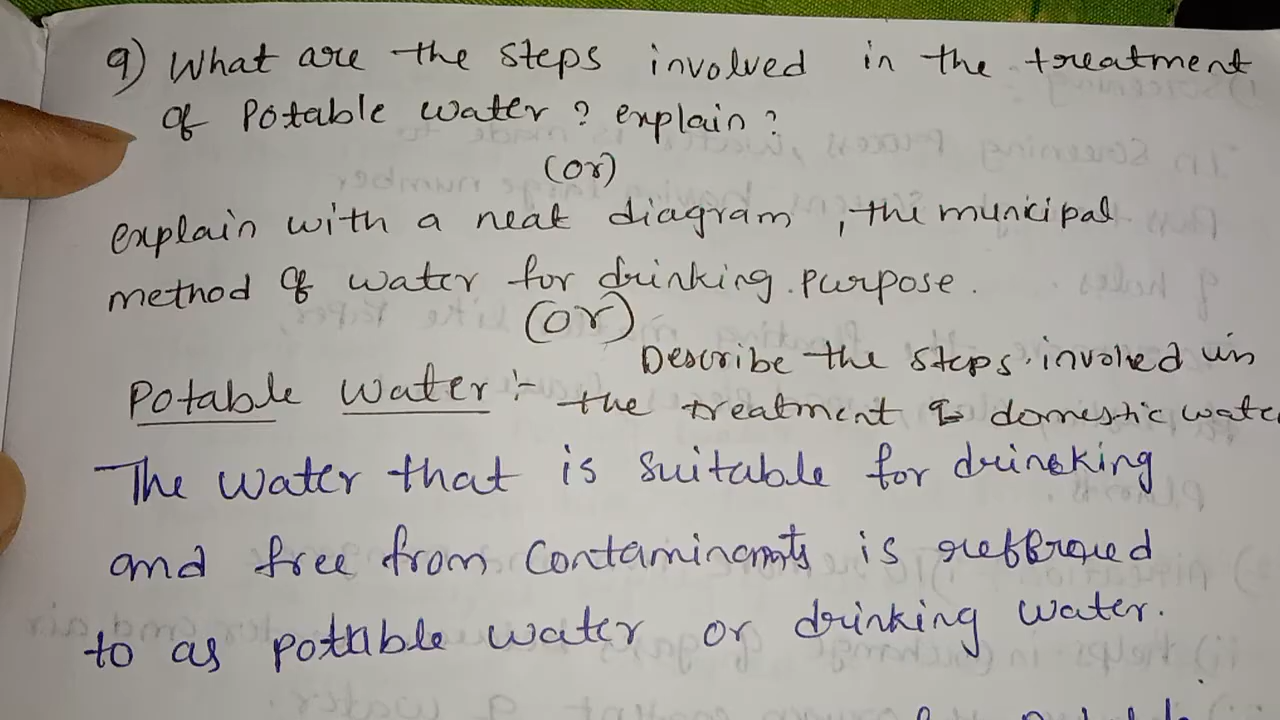 9) What are the steps involved in the treatment
of Potable water ? explain ?
(or)
explain with a neat diagram , the municipal
method of water for drinking purpose.
(or)
Describe the steps involved in
Potable Water :- the treatment of domestic wate
The water that is suitable for drinking
and free from contaminants is reffered
to as potable water or drinking water.